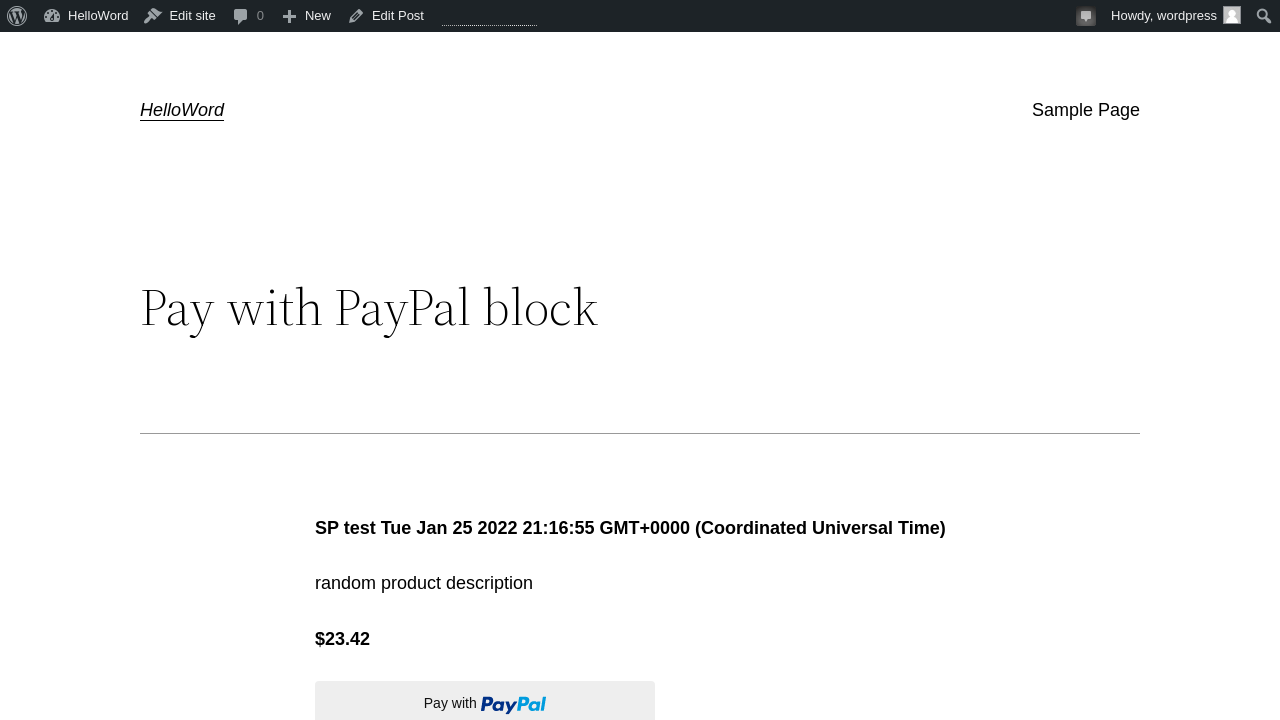 HelloWord Edit site 0 New Edit Post Howdy, wordpress
HelloWord Sample Page
Pay with PayPal block
SP test Tue Jan 25 2022 21:16:55 GMT+0000 (Coordinated Universal Time)
random product description
$23.42
Pay with PayPal